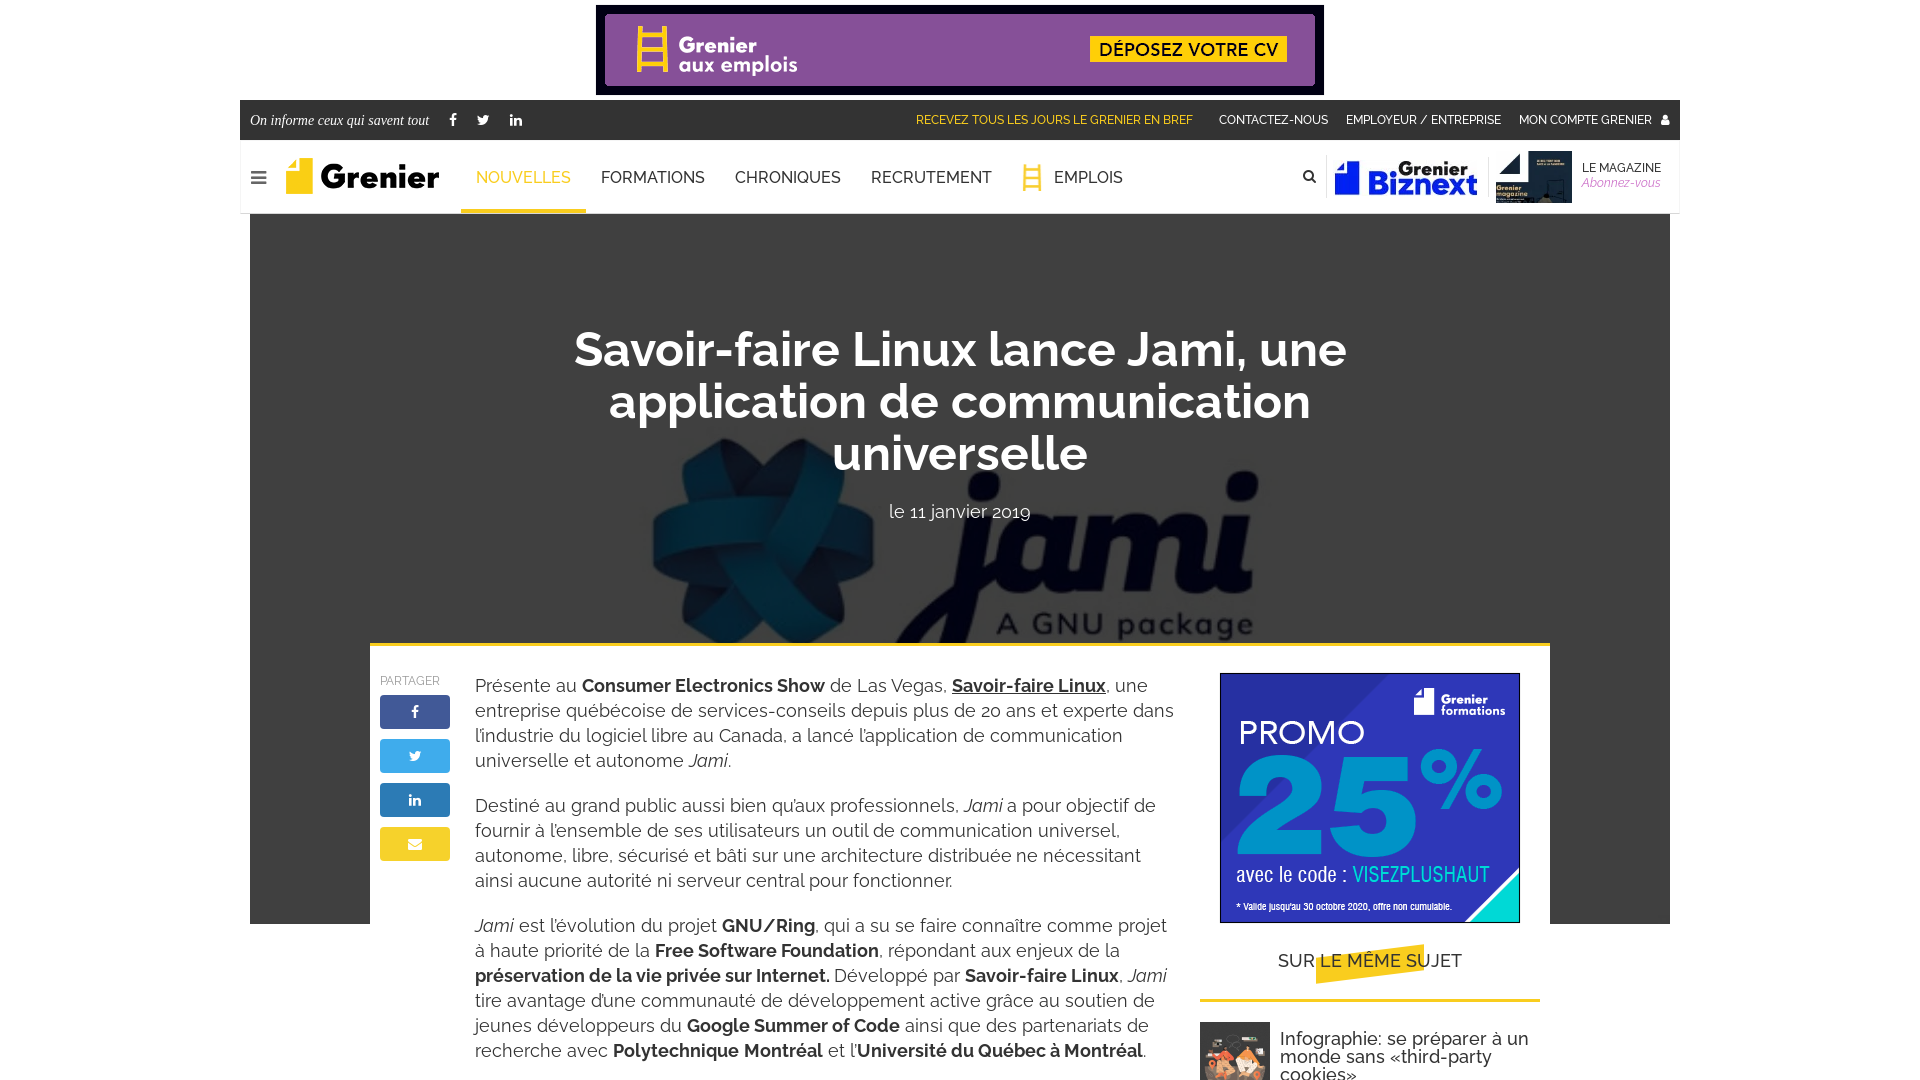 Grenier
aux emplois
DÉPOSEZ VOTRE CV
On informe ceux qui savent tout
RECEVEZ TOUS LES JOURS LE GRENIER EN BREF
CONTACTEZ-NOUS
EMPLOYEUR / ENTREPRISE
MON COMPTE GRENIER
Grenier
NOUVELLES
FORMATIONS
CHRONIQUES
RECRUTEMENT
EMPLOIS
Grenier
Biznext
Grenier
magazine
LE MAGAZINE
Abonnez-vous
Savoir-faire Linux lance Jami, une
application de communication
universelle
le 11 janvier 2019
jami
A GNU package
PARTAGER
Présente au Consumer Electronics Show de Las Vegas, Savoir-faire Linux, une
entreprise québécoise de services-conseils depuis plus de 20 ans et experte dans
l'industrie du logiciel libre au Canada, a lancé l'application de communication
universelle et autonome Jami.
Destiné au grand public aussi bien qu'aux professionnels, Jami a pour objectif de
fournir à l'ensemble de ses utilisateurs un outil de communication universel,
autonome, libre, sécurisé et bâti sur une architecture distribuée ne nécessitant
ainsi aucune autorité ni serveur central pour fonctionner.
Jami est l'évolution du projet GNU/Ring, qui a su se faire connaître comme projet
à haute priorité de la Free Software Foundation, répondant aux enjeux de la
préservation de la vie privée sur Internet. Développé par Savoir-faire Linux, Jami
tire avantage d'une communauté de développement active grâce au soutien de
jeunes développeurs du Google Summer of Code ainsi que des partenariats de
recherche avec Polytechnique Montréal et l'Université du Québec à Montréal.
Grenier
formations
PROMO
25%
avec le code : VISEZPLUSHAUT
* Valide jusqu'au 30 octobre 2020, offre non cumulable.
SUR LE MÊME SUJET
Infographie: se préparer à un
monde sans «third-party
cookies»